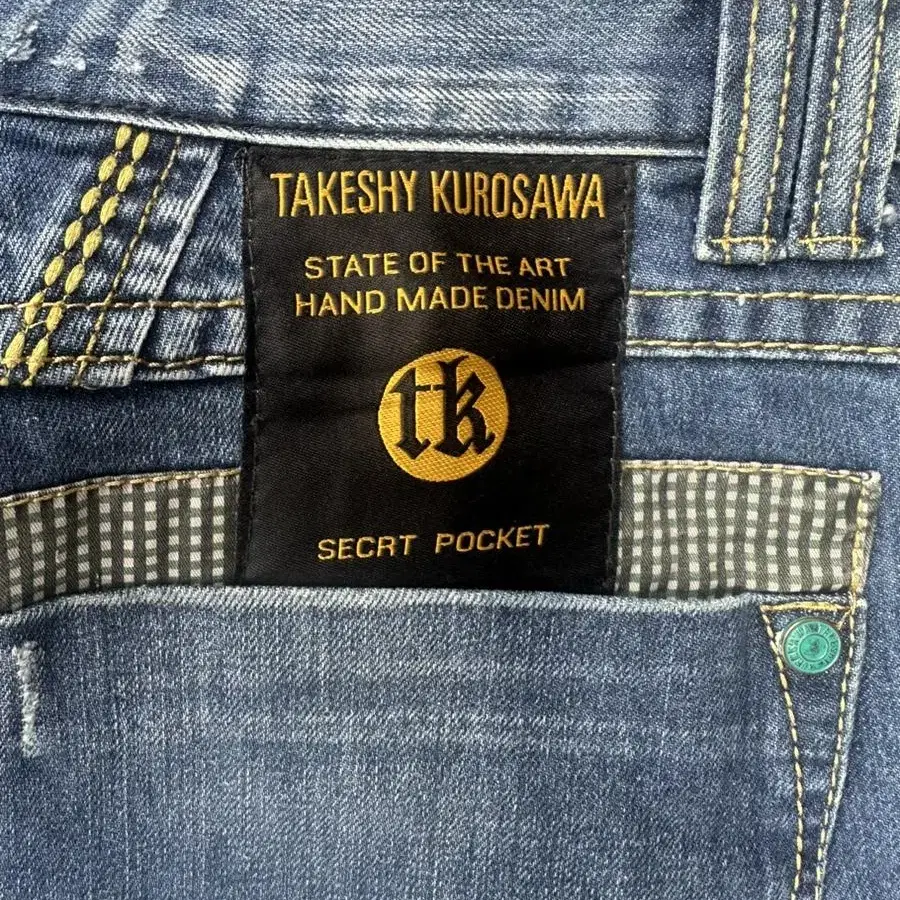 TAKESHY KUROSAWA
STATE OF THE ART
HAND MADE DENIM
tk
SECRT POCKET